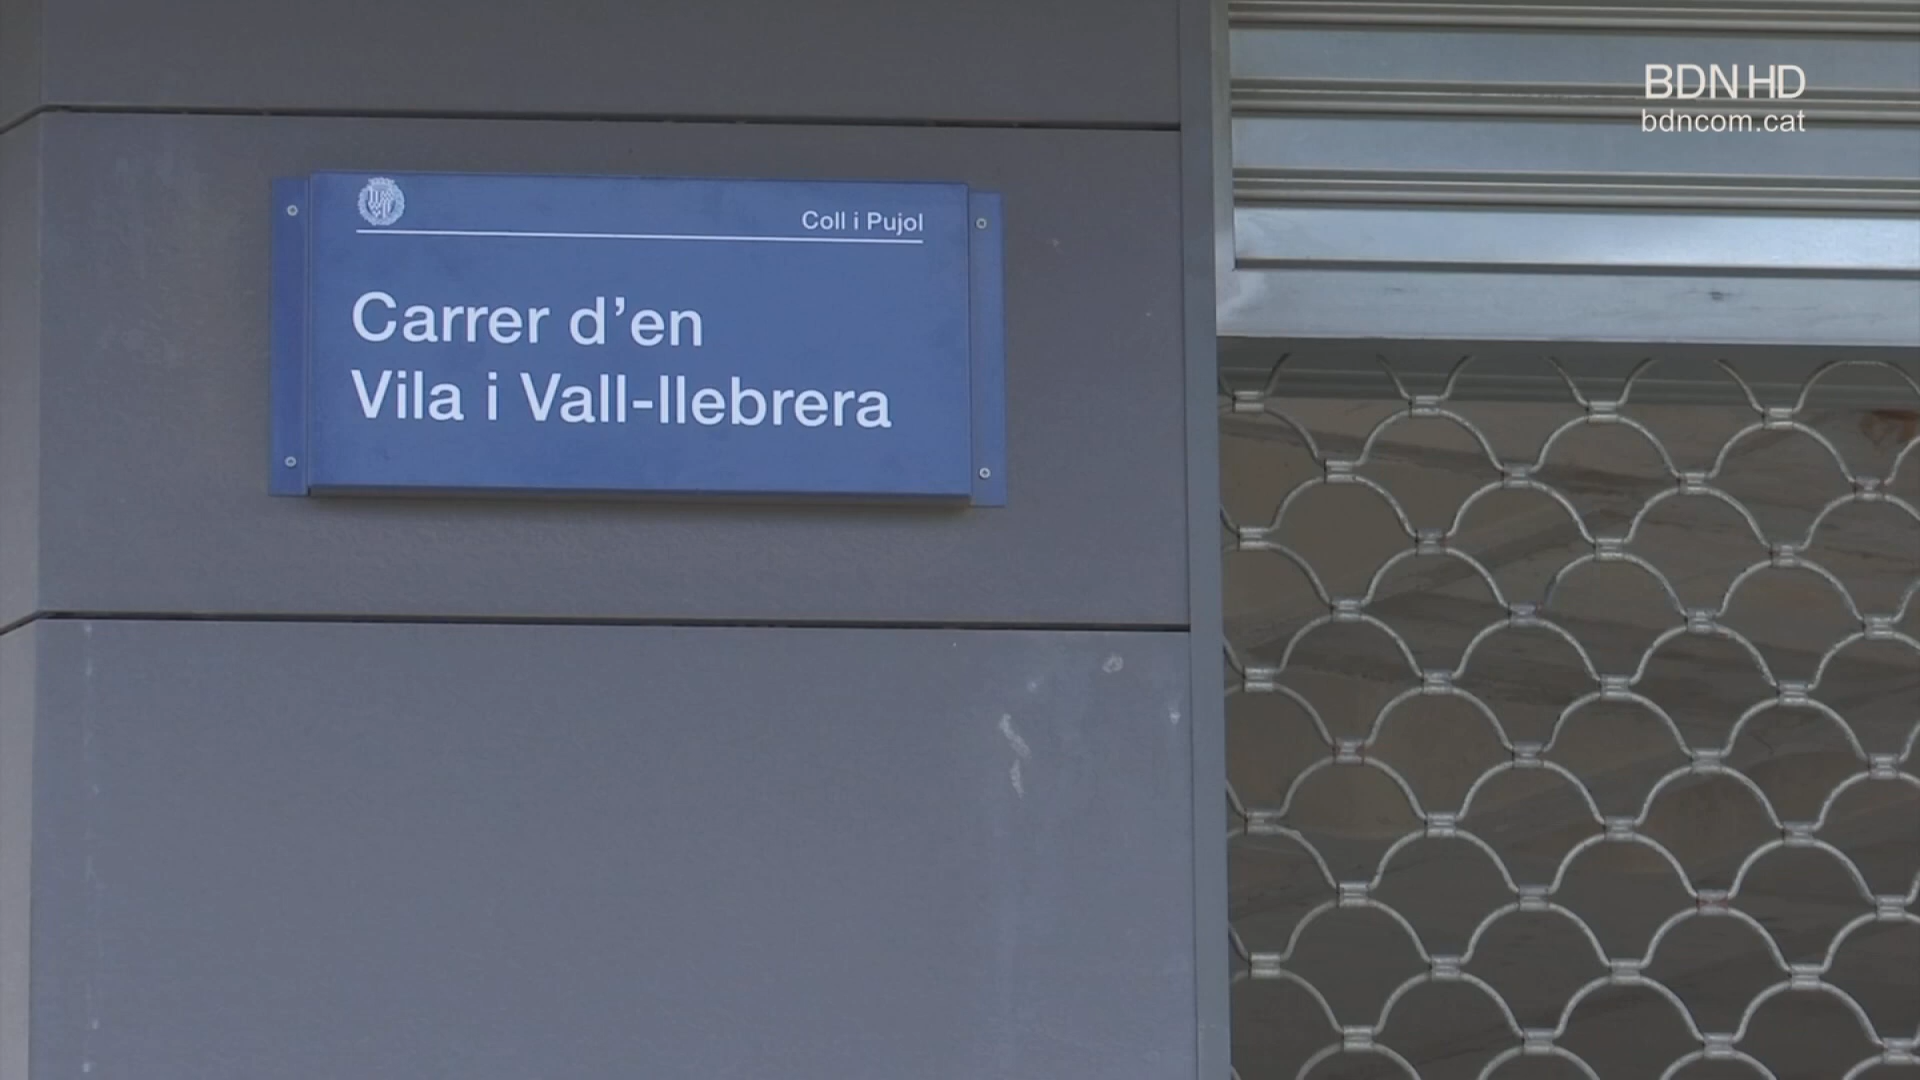 BDN HD
bdncom.cat
Coll i Pujol
Carrer d'en
Vila i Vall-llebrera